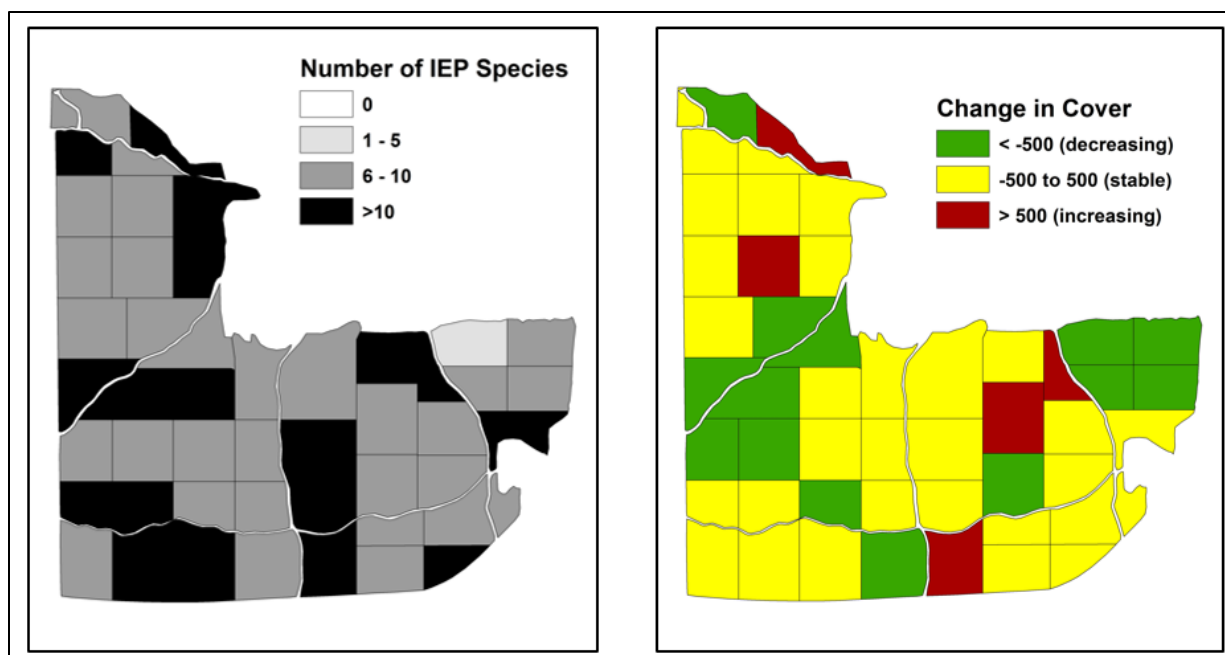 Number of IEP Species
0
1 - 5
6 - 10
>10
Change in Cover
< -500 (decreasing)
-500 to 500 (stable)
> 500 (increasing)